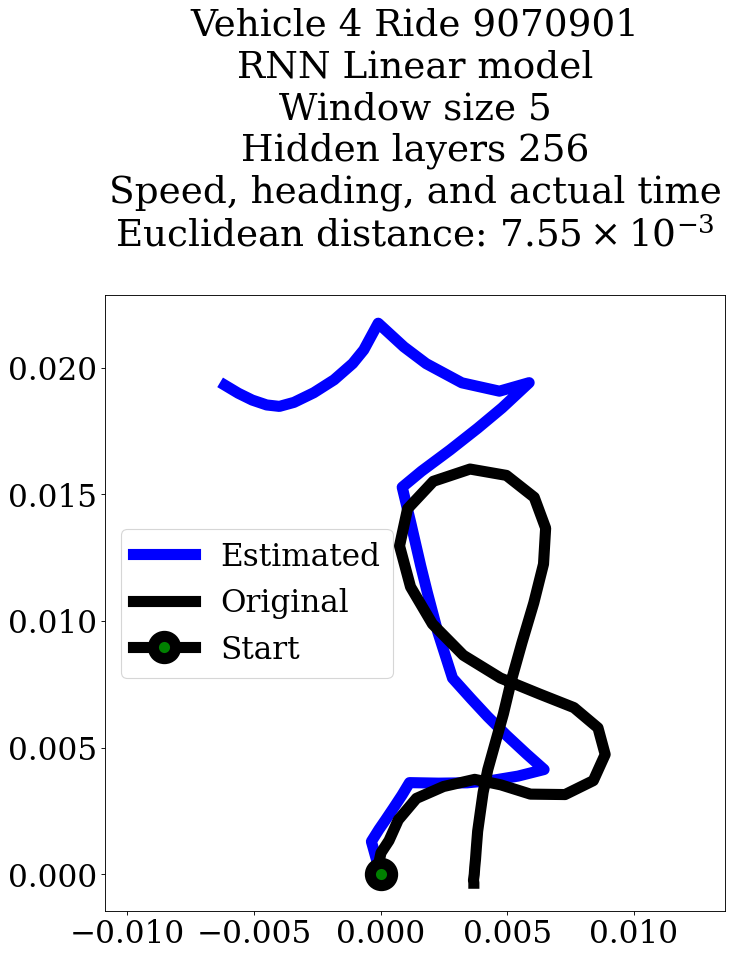 Vehicle 4 Ride 9070901
RNN Linear model
Window size 5
Hidden layers 256
Speed, heading, and actual time
Euclidean distance: 7.55 × 10⁻³
0.020
0.015
0.010
0.005
0.000
Estimated
Original
Start
−0.010 −0.005 0.000 0.005 0.010